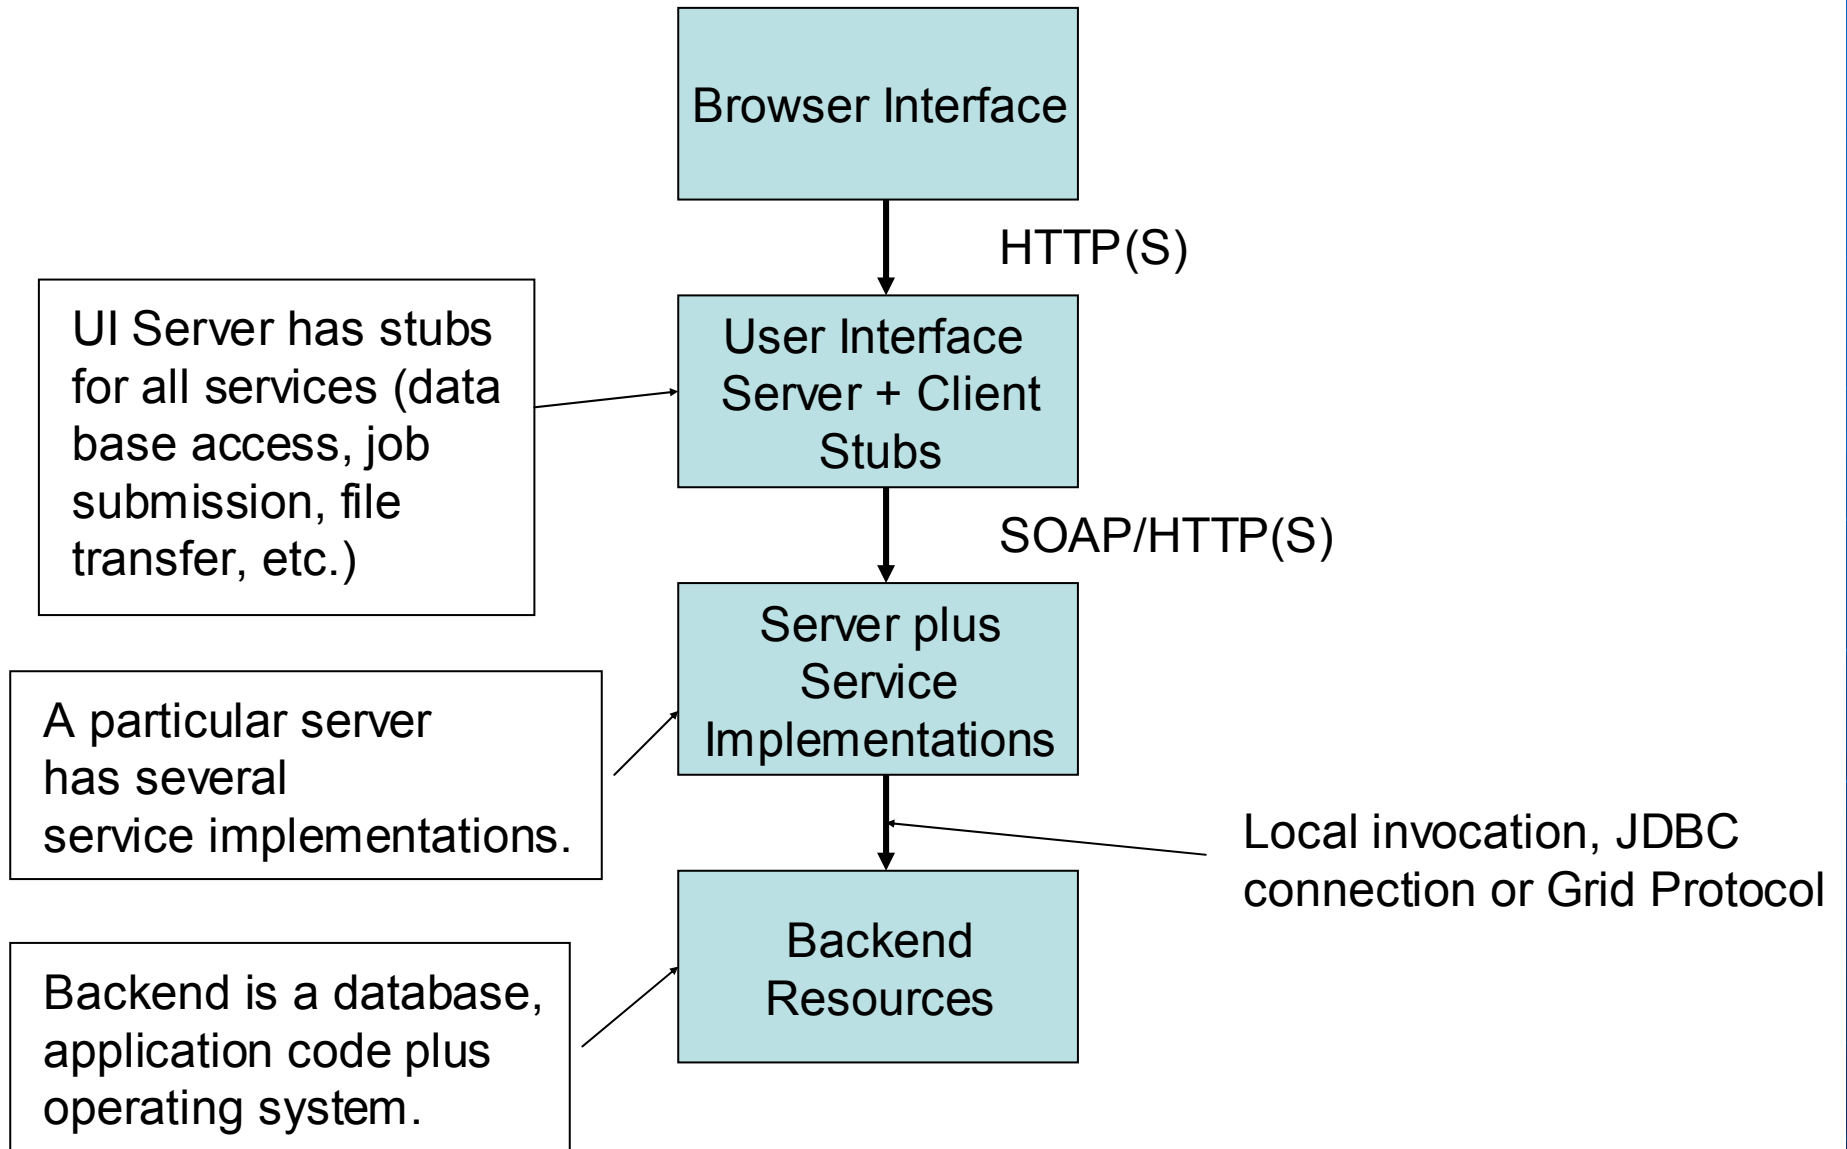 Browser Interface
HTTP(S)
UI Server has stubs
for all services (data
base access, job
submission, file
transfer, etc.)
User Interface
Server + Client
Stubs
SOAP/HTTP(S)
Server plus
Service
Implementations
A particular server
has several
service implementations.
Local invocation, JDBC
connection or Grid Protocol
Backend
Resources
Backend is a database,
application code plus
operating system.